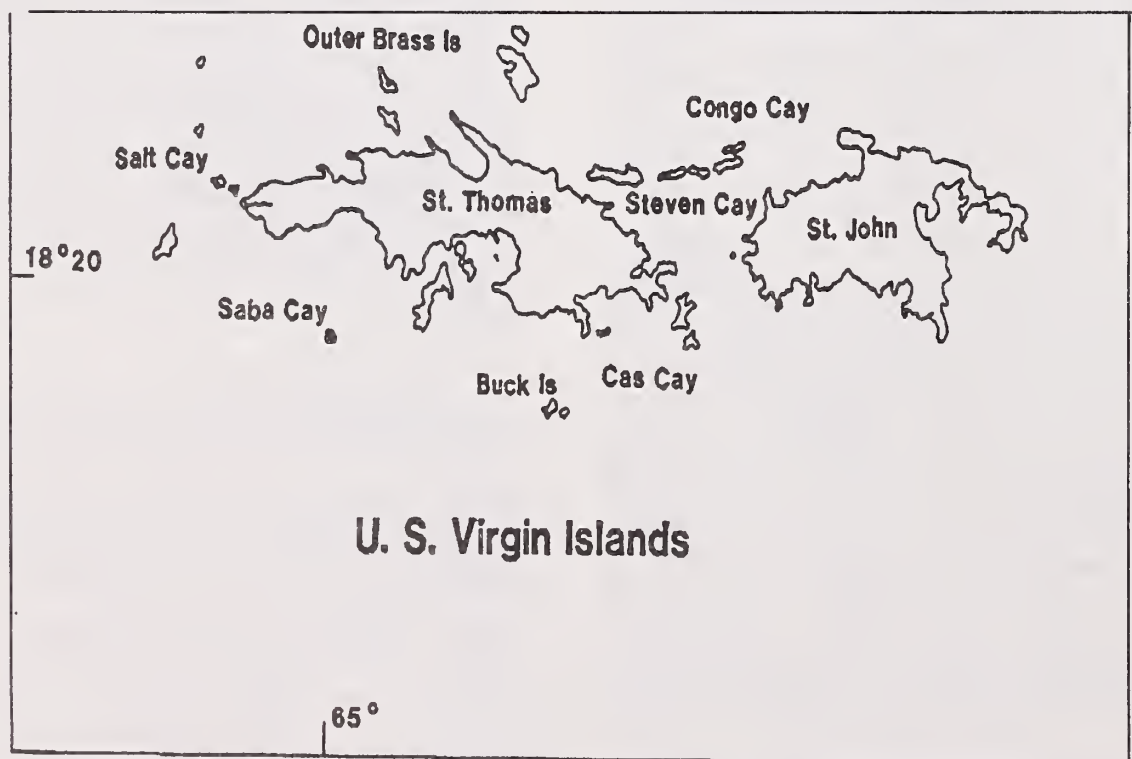 Outer Brass Is
Congo Cay
Salt Cay
St. Thomas
Steven Cay
St. John
18°20
Saba Cay
Buck Is
Cas Cay
U. S. Virgin Islands
65°